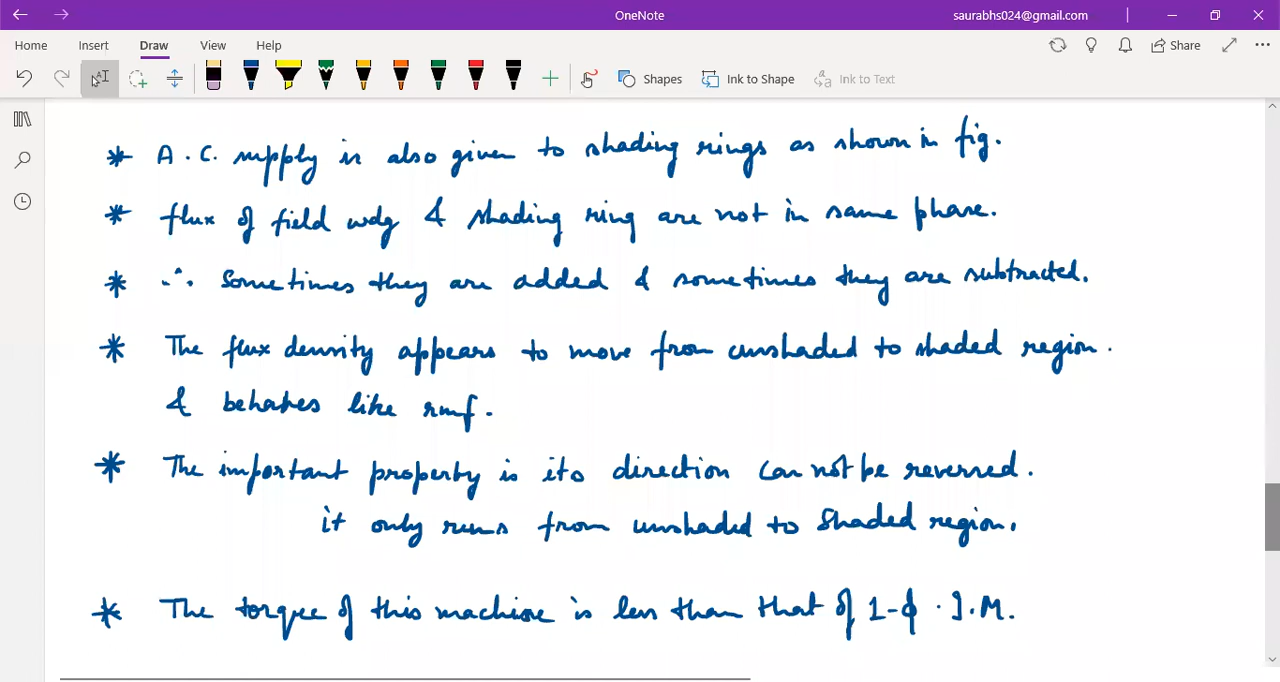 OneNote
saurabhs024@gmail.com
Home Insert Draw View Help
Share
Shapes Ink to Shape Ink to Text
* A.C. supply is also given to shading rings as shown in fig.
* flux of field wdg & shading ring are not in same phase.
* ∴ Sometimes they are added & sometimes they are subtracted.
* The flux density appears to move from unshaded to shaded region.
& behaves like rmf.
* The important property is its direction can not be reversed.
it only runs from unshaded to shaded region.
* The torque of this machine is less than that of 1-ϕ.I.M.